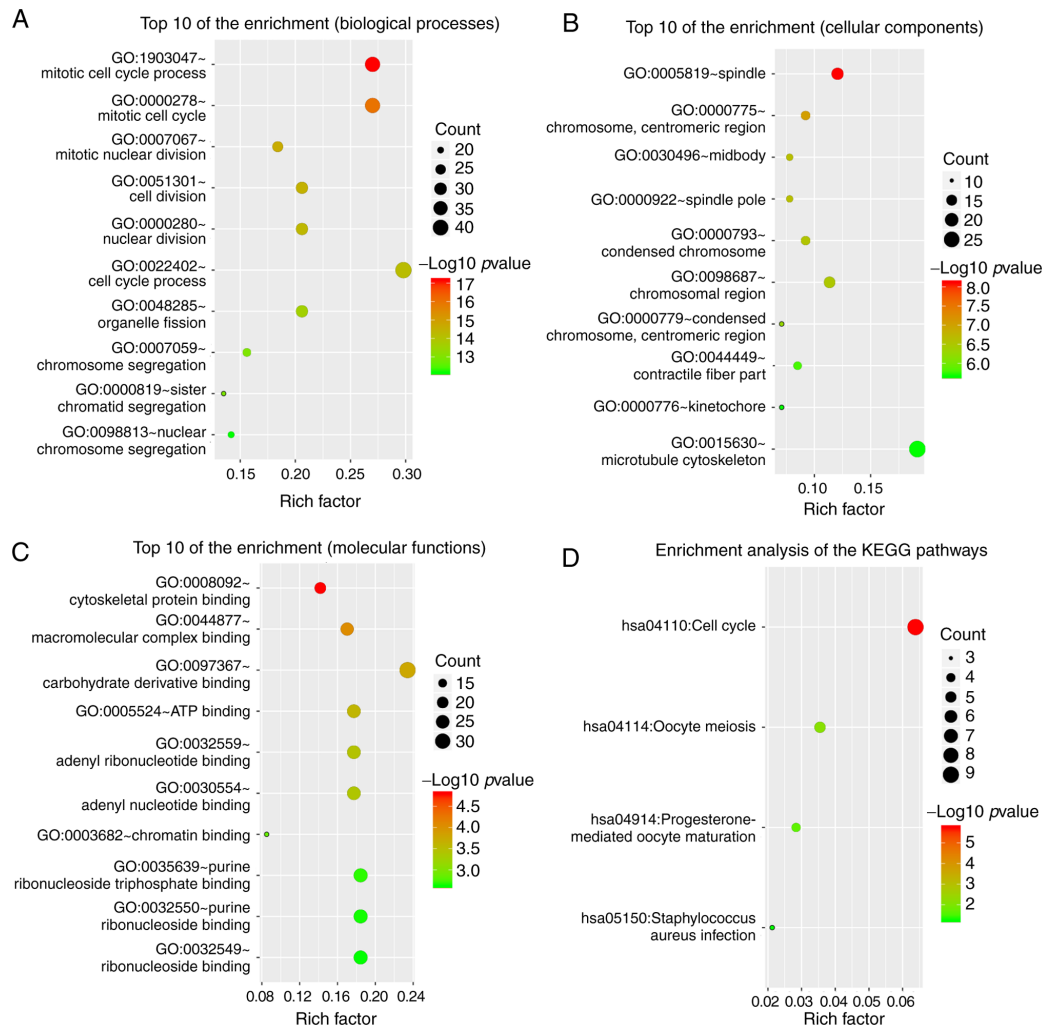 A
Top 10 of the enrichment (biological processes)
GO:1903047~
mitotic cell cycle process
GO:0000278~
mitotic cell cycle
GO:0007067~
mitotic nuclear division
GO:0051301~
cell division
GO:0000280~
nuclear division
GO:0022402~
cell cycle process
GO:0048285~
organelle fission
GO:0007059~
chromosome segregation
GO:0000819~sister
chromatid segregation
GO:0098813~nuclear
chromosome segregation
0.15 0.20 0.25 0.30
Rich factor
Count
20
25
30
35
40
−Log10 pvalue
17
16
15
14
13
B
Top 10 of the enrichment (cellular components)
GO:0005819~spindle
GO:0000775~
chromosome, centromeric region
GO:0030496~midbody
GO:0000922~spindle pole
GO:0000793~
condensed chromosome
GO:0098687~
chromosomal region
GO:0000779~condensed
chromosome, centromeric region
GO:0044449~
contractile fiber part
GO:0000776~kinetochore
GO:0015630~
microtubule cytoskeleton
0.10 0.15
Rich factor
Count
10
15
20
25
−Log10 pvalue
8.0
7.5
7.0
6.5
6.0
C
Top 10 of the enrichment (molecular functions)
GO:0008092~
cytoskeletal protein binding
GO:0044877~
macromolecular complex binding
GO:0097367~
carbohydrate derivative binding
GO:0005524~ATP binding
GO:0032559~
adenyl ribonucleotide binding
GO:0030554~
adenyl nucleotide binding
GO:0003682~chromatin binding
GO:0035639~purine
ribonucleoside triphosphate binding
GO:0032550~purine
ribonucleoside binding
GO:0032549~
ribonucleoside binding
0.08 0.12 0.16 0.20 0.24
Rich factor
Count
15
20
25
30
−Log10 pvalue
4.5
4.0
3.5
3.0
D
Enrichment analysis of the KEGG pathways
hsa04110:Cell cycle
hsa04114:Oocyte meiosis
hsa04914:Progesterone-
mediated oocyte maturation
hsa05150:Staphylococcus
aureus infection
0.02 0.03 0.04 0.05 0.06
Rich factor
Count
3
4
5
6
7
8
9
−Log10 pvalue
5
4
3
2